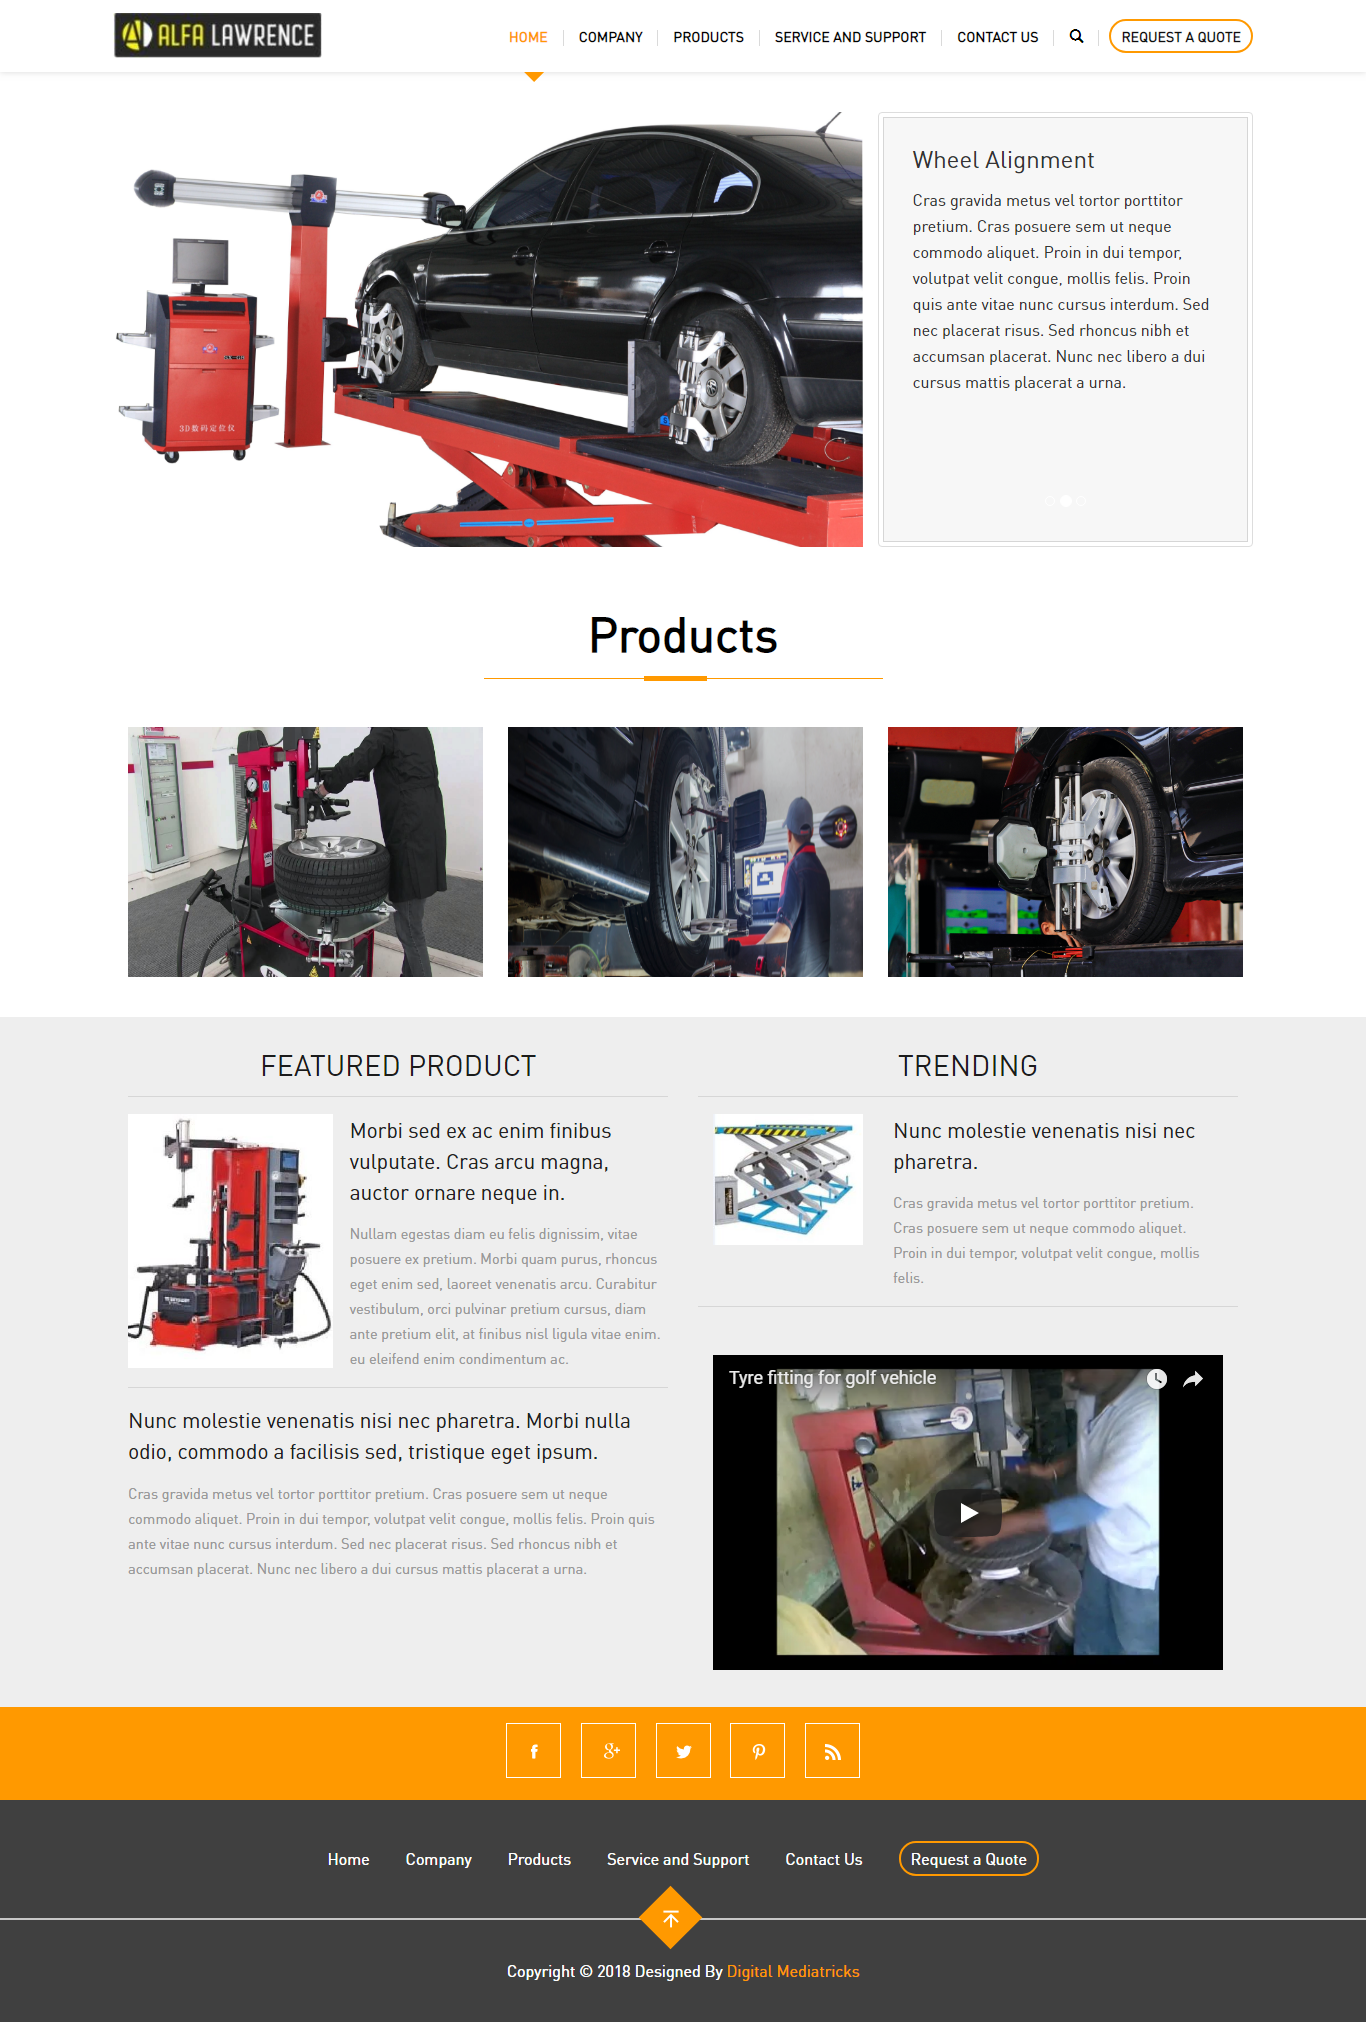 ALFA LAWRENCE
HOME
COMPANY
PRODUCTS
SERVICE AND SUPPORT
CONTACT US
REQUEST A QUOTE
3D数码定位仪
Wheel Alignment
Cras gravida metus vel tortor porttitor
pretium. Cras posuere sem ut neque
commodo aliquet. Proin in dui tempor,
volutpat velit congue, mollis felis. Proin
quis ante vitae nunc cursus interdum. Sed
nec placerat risus. Sed rhoncus nibh et
accumsan placerat. Nunc nec libero a dui
cursus mattis placerat a urna.
Products
FEATURED PRODUCT
Morbi sed ex ac enim finibus
vulputate. Cras arcu magna,
auctor ornare neque in.
Nullam egestas diam eu felis dignissim, vitae
posuere ex pretium. Morbi quam purus, rhoncus
eget enim sed, laoreet venenatis arcu. Curabitur
vestibulum, orci pulvinar pretium cursus, diam
ante pretium elit, at finibus nisl ligula vitae enim.
eu eleifend enim condimentum ac.
Nunc molestie venenatis nisi nec pharetra. Morbi nulla
odio, commodo a facilisis sed, tristique eget ipsum.
Cras gravida metus vel tortor porttitor pretium. Cras posuere sem ut neque
commodo aliquet. Proin in dui tempor, volutpat velit congue, mollis felis. Proin quis
ante vitae nunc cursus interdum. Sed nec placerat risus. Sed rhoncus nibh et
accumsan placerat. Nunc nec libero a dui cursus mattis placerat a urna.
TRENDING
Nunc molestie venenatis nisi nec
pharetra.
Cras gravida metus vel tortor porttitor pretium.
Cras posuere sem ut neque commodo aliquet.
Proin in dui tempor, volutpat velit congue, mollis
felis.
Tyre fitting for golf vehicle
Home
Company
Products
Service and Support
Contact Us
Request a Quote
Copyright © 2018 Designed By Digital Mediatricks